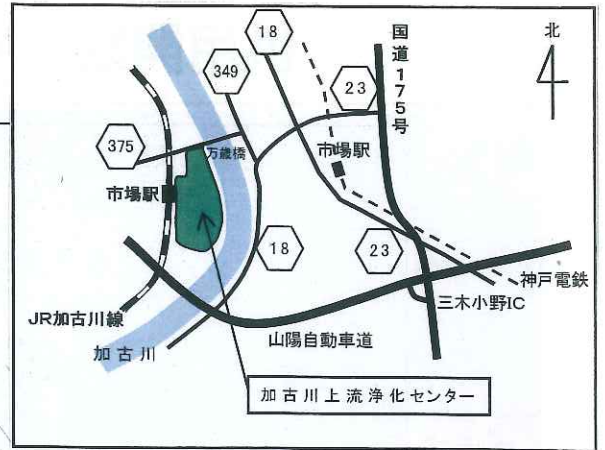 18
北
国道175号
349
23
375
万歳橋
市場駅
市場駅
18
23
神戸電鉄
三木小野IC
JR加古川線
山陽自動車道
加古川
加古川上流浄化センター